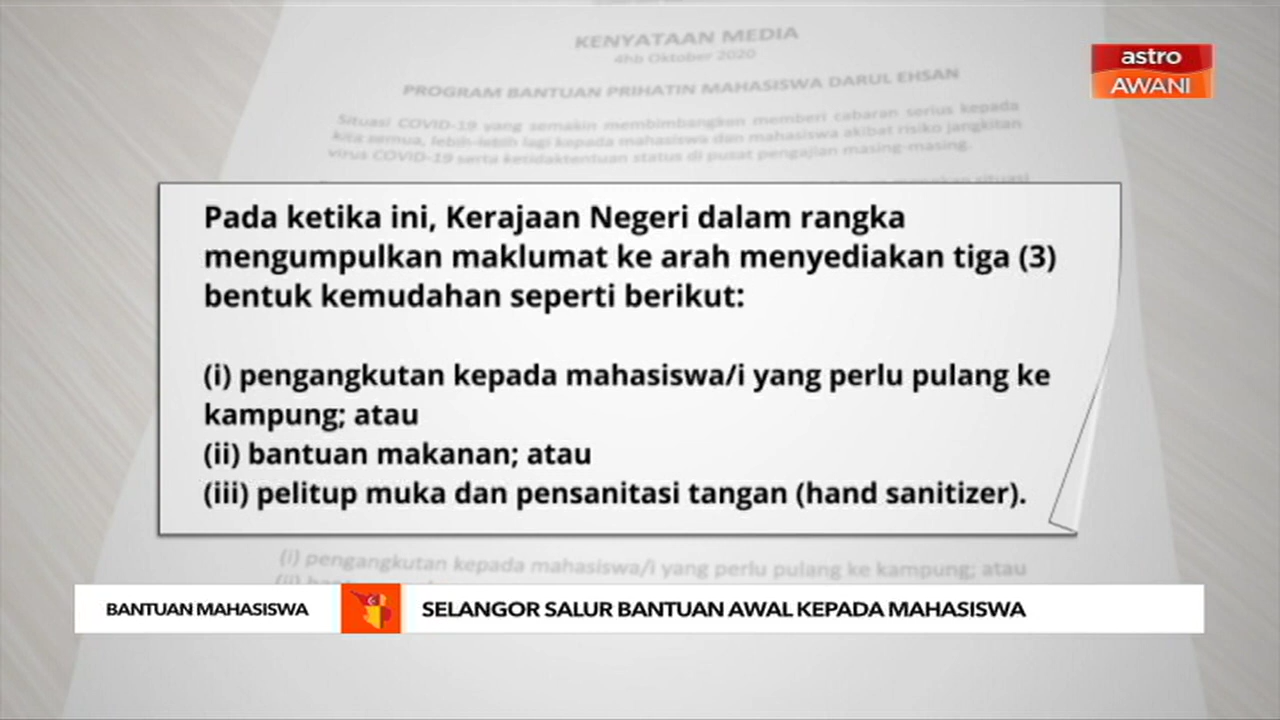 KENYATAAN MEDIA
4hb Oktober 2020
PROGRAM BANTUAN PRIHATIN MAHASISWA DARUL EHSAN
Situasi COVID-19 yang semakin membimbangkan memberi cabaran serius kepada
kita semua, lebih-lebih lagi kepada mahasiswa dan mahasiswa akibat risiko jangkitan
virus COVID-19 serta ketidaktentuan status di pusat pengajian masing-masing.
astro
AWANI
Pada ketika ini, Kerajaan Negeri dalam rangka
mengumpulkan maklumat ke arah menyediakan tiga (3)
bentuk kemudahan seperti berikut:
(i) pengangkutan kepada mahasiswa/i yang perlu pulang ke
kampung; atau
(ii) bantuan makanan; atau
(iii) pelitup muka dan pensanitasi tangan (hand sanitizer).
(i) pengangkutan kepada mahasiswa/i yang perlu pulang ke kampung; atau
BANTUAN MAHASISWA
SELANGOR SALUR BANTUAN AWAL KEPADA MAHASISWA